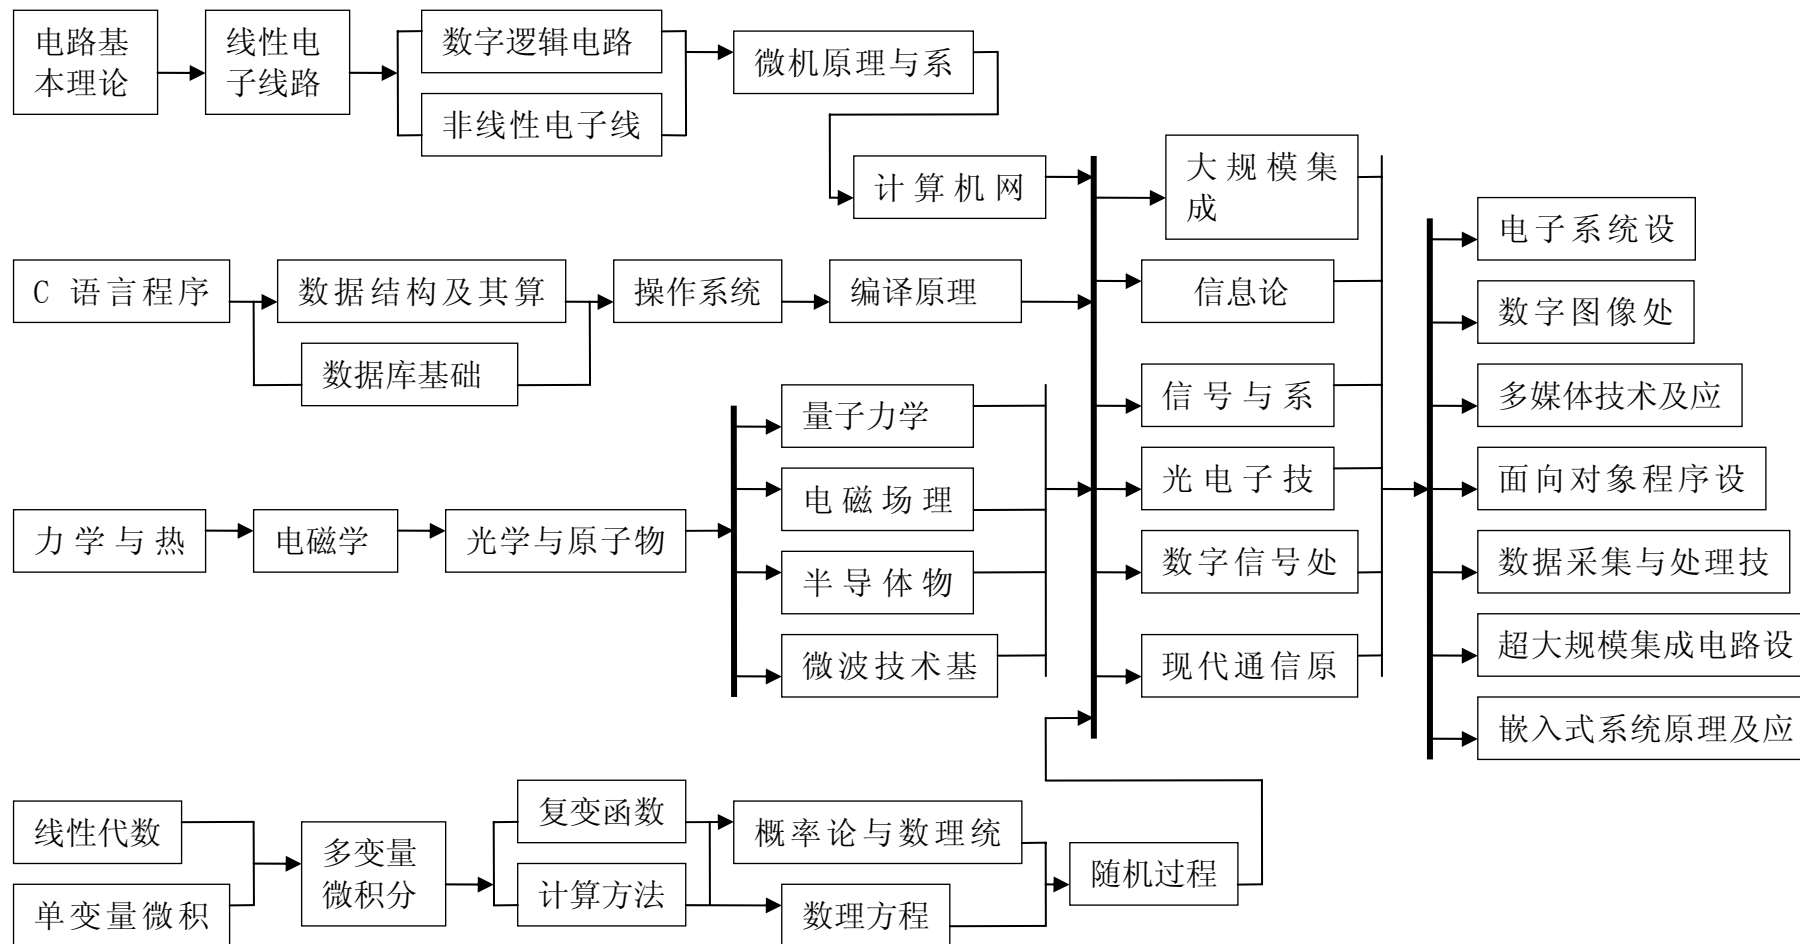 电路基
本理论
线性电
子线路
数字逻辑电路
非线性电子线
微机原理与系
计算机网
大规模集
成
C 语言程序
数据结构及其算
数据库基础
操作系统
编译原理
信息论
信号与系
光电子技
数字信号处
现代通信原
力学与热
电磁学
光学与原子物
量子力学
电磁场理
半导体物
微波技术基
电子系统设
数字图像处
多媒体技术及应
面向对象程序设
数据采集与处理技
超大规模集成电路设
嵌入式系统原理及应
线性代数
单变量微积
多变量
微积分
复变函数
计算方法
概率论与数理统
数理方程
随机过程